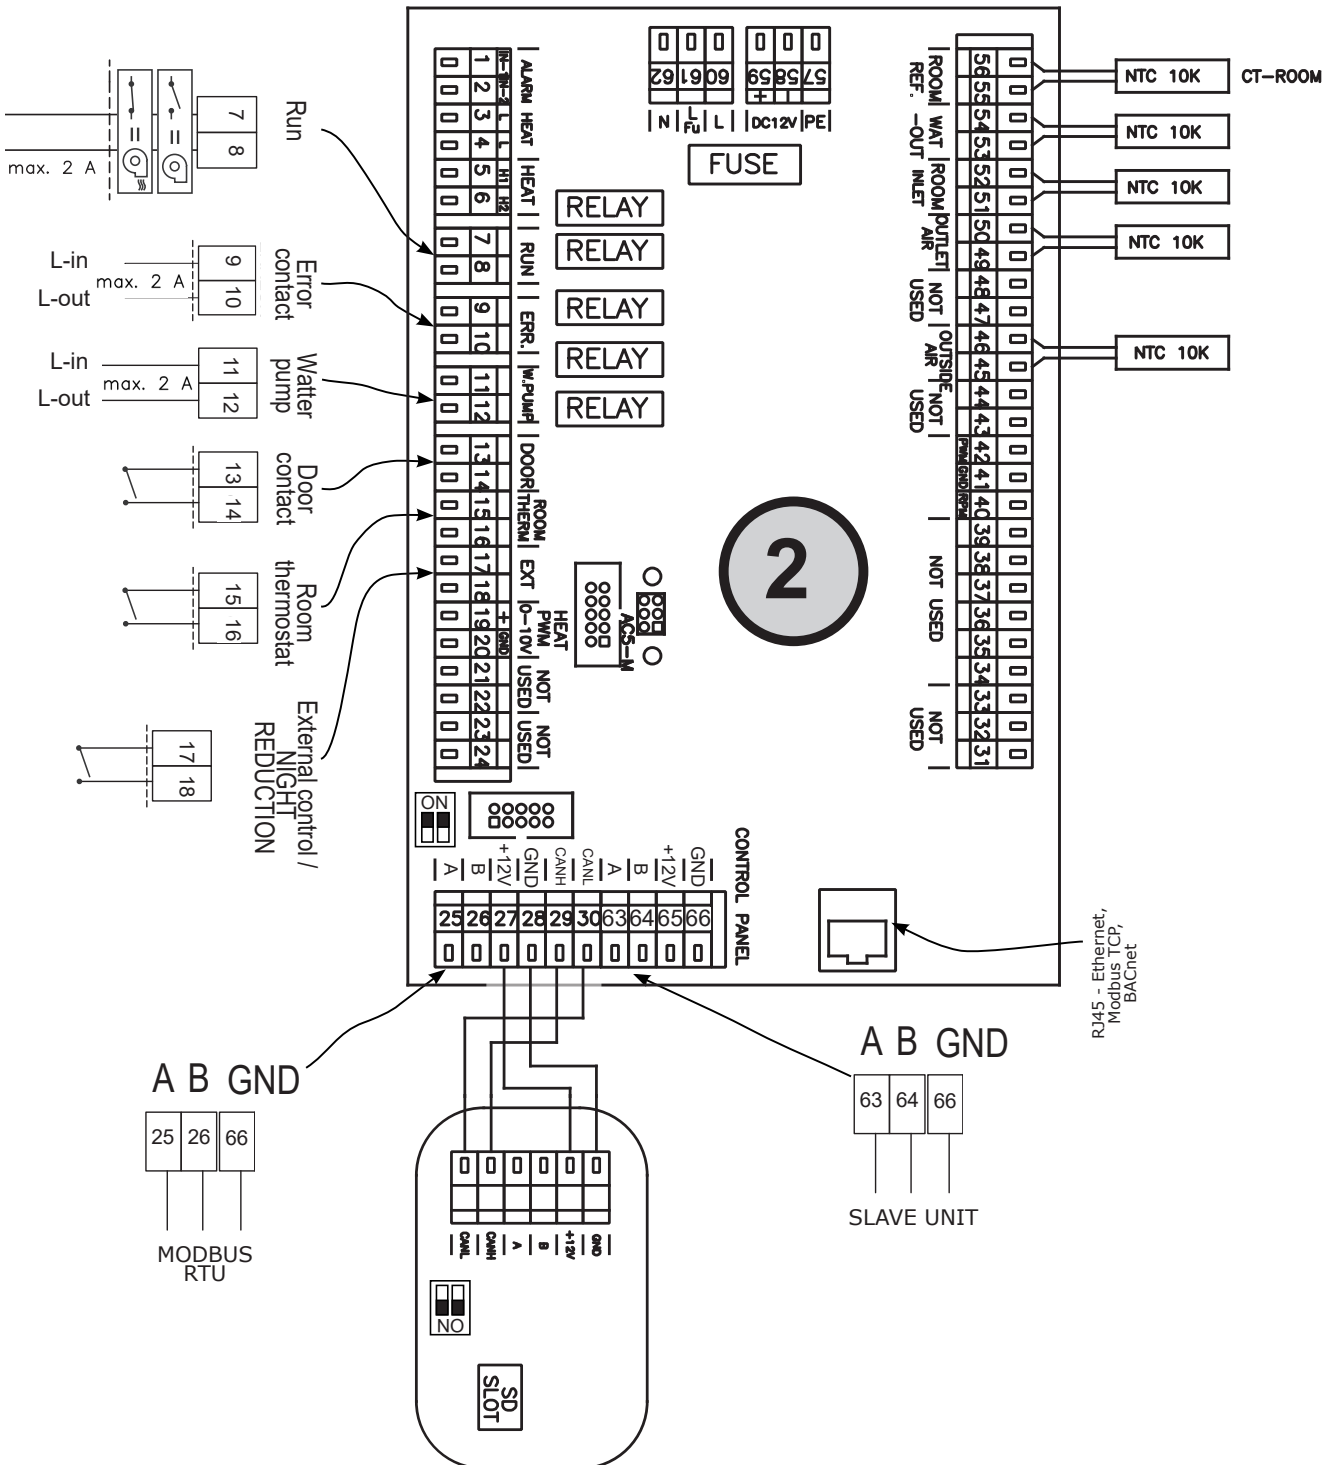 62 61 60 59 58 57
+ —
N L Fu L DC12V PE
FUSE
1 IN-1
2 IN-2
3 L
4 L
5 H1
6 H2
7
8
9
10
11
12
13
14
15
16
17
18
19 +
20 GND
21
22
23
24
ALARM HEAT
HEAT
RUN
ERR.
W.PUMP
DOOR
ROOM
THERM
EXT
HEAT
PWM
0-10V
NOT
USED
NOT
USED
RELAY
RELAY
RELAY
RELAY
RELAY
AC5-M
2
56
55
54
53
52
51
50
49
48
47
46
45
44
43
42 PWM
41 GND
40 RPM
39
38
37
36
35
34
33
32
31
ROOM
REF.
WAT
-OUT
ROOM
INLET
OUTLET
AIR
NOT
USED
OUTSIDE
AIR
NOT
USED
NOT USED
NOT
USED
NTC 10K CT-ROOM
NTC 10K
NTC 10K
NTC 10K
NTC 10K
Run
7
8
max. 2 A
Error
contact
9
10
L-in
max. 2 A
L-out
Watter
pump
11
12
L-in
max. 2 A
L-out
Door
contact
13
14
Room
thermostat
15
16
External control /
NIGHT
REDUCTION
17
18
ON
A B +12V GND CANH CANL A B +12V GND
25 26 27 28 29 30 63 64 65 66
CONTROL PANEL
RJ45 - Ethernet,
Modbus TCP,
BACnet
A B GND
25 26 66
MODBUS
RTU
A B GND
63 64 66
SLAVE UNIT
CANL CANH A B +12V GND
NO
SD
SLOT